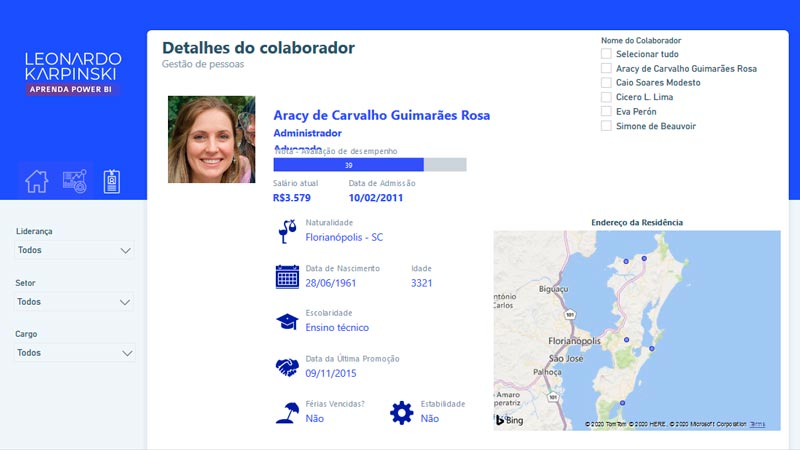 LEONARDO
KARPINSKI
APRENDA POWER BI
Liderança
Todos
Setor
Todos
Cargo
Todos
Detalhes do colaborador
Gestão de pessoas
Nome do Colaborador
Selecionar tudo
Aracy de Carvalho Guimarães Rosa
Caio Soares Modesto
Cicero L. Lima
Eva Perón
Simone de Beauvoir
Aracy de Carvalho Guimarães Rosa
Administrador
Advogado
Nota - Avaliação de desempenho
39
Salário atual
Data de Admissão
R$3.579
10/02/2011
Naturalidade
Florianópolis - SC
Data de Nascimento
Idade
28/06/1961
3321
Escolaridade
Ensino técnico
Data da Última Promoção
09/11/2015
Férias Vencidas?
Estabilidade
Não
Não
Endereço da Residência
Biguaçu
ntônio
Carlos
101
Florianópolis
São José
Palhoça
Amaro
peratriz
101
Bing
© 2020 TomTom © 2020 HERE, © 2020 Microsoft Corporation Terms